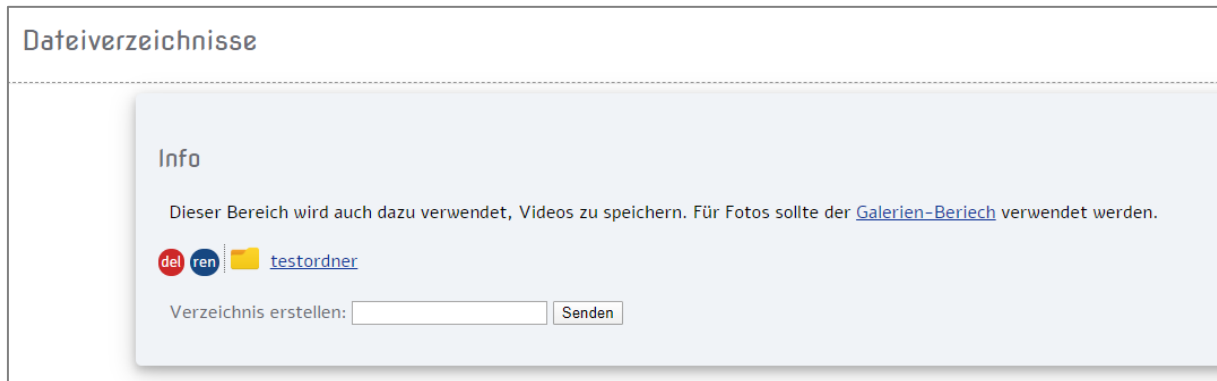 Dateiverzeichnisse
Info
Dieser Bereich wird auch dazu verwendet, Videos zu speichern. Für Fotos sollte der Galerien-Beriech verwendet werden.
del ren testordner
Verzeichnis erstellen: Senden